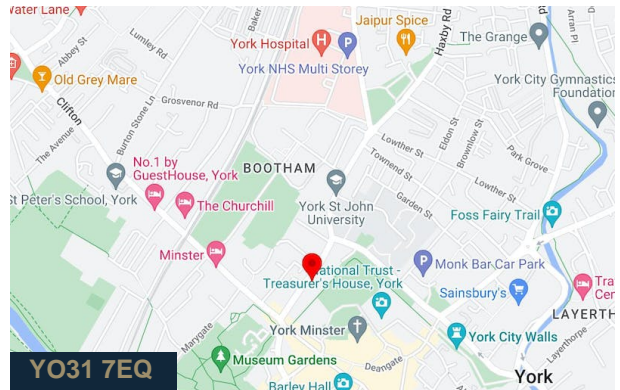 Water Lane
Baker
Jaipur Spice
York Hospital
Haxby Rd
The Grange
Arran Pl
Lumley Rd
Abbey St
York NHS Multi Storey
Old Grey Mare
York City Gymnastics
Foundation
Clifton
Grosvenor Rd
Burton Stone Ln
The Avenue
Lowther St
Eldon St
Brownlow St
Townend St
Park Grove
No.1 by
GuestHouse, York
BOOTHAM
St Peter's School, York
The Churchill
York St John
University
Garden St
Lowther St
Foss Fairy Trail
Minster
National Trust -
Treasurer's House, York
Monk Bar Car Park
Sainsbury's
Tra
Cen
LAYERTH
Marygate
York Minster
York City Walls
Layerthorpe
Museum Gardens
Deangate
Barley Hall
York
YO31 7EQ